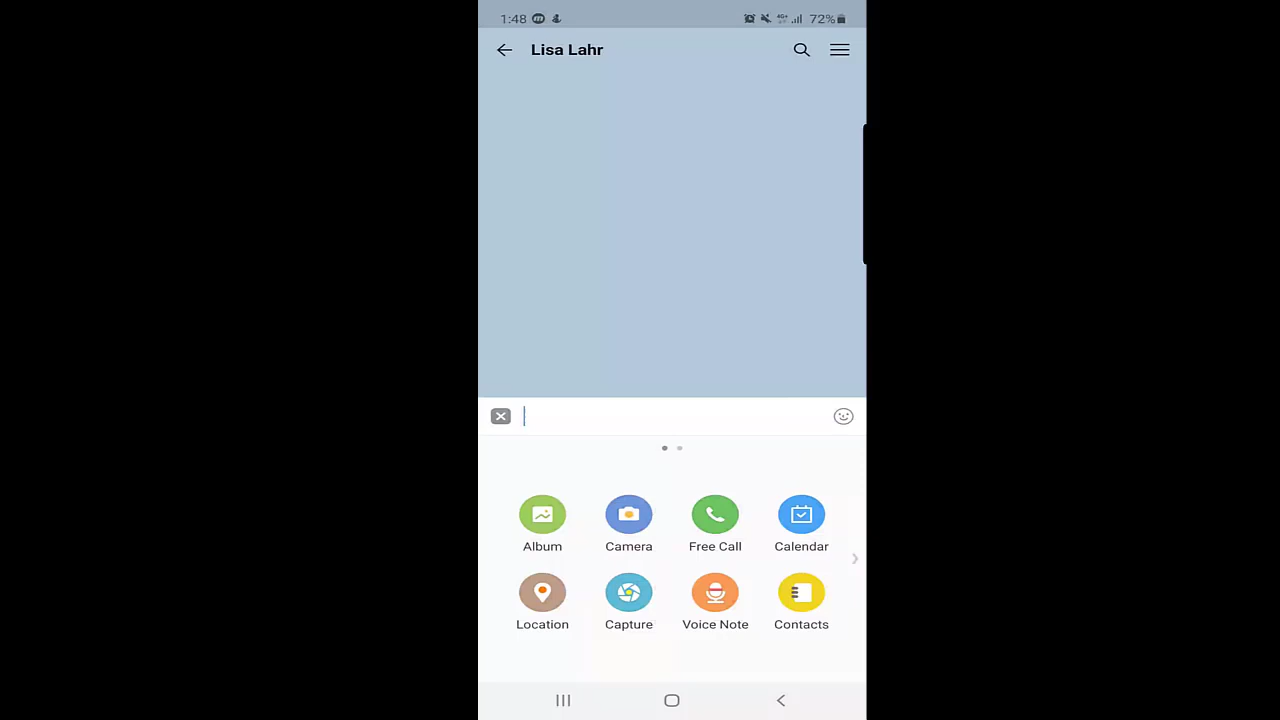 1:48 72%
Lisa Lahr
Album Camera Free Call Calendar
Location Capture Voice Note Contacts